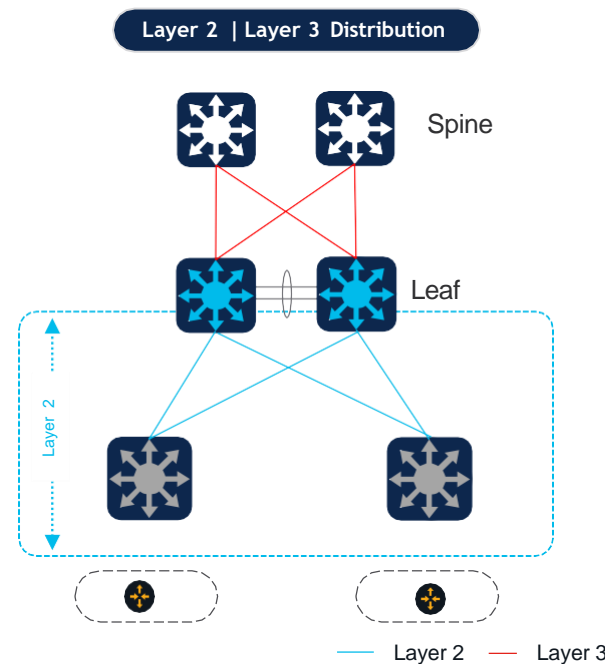 Layer 2 | Layer 3 Distribution
Spine
Leaf
Layer 2
Layer 2
Layer 3